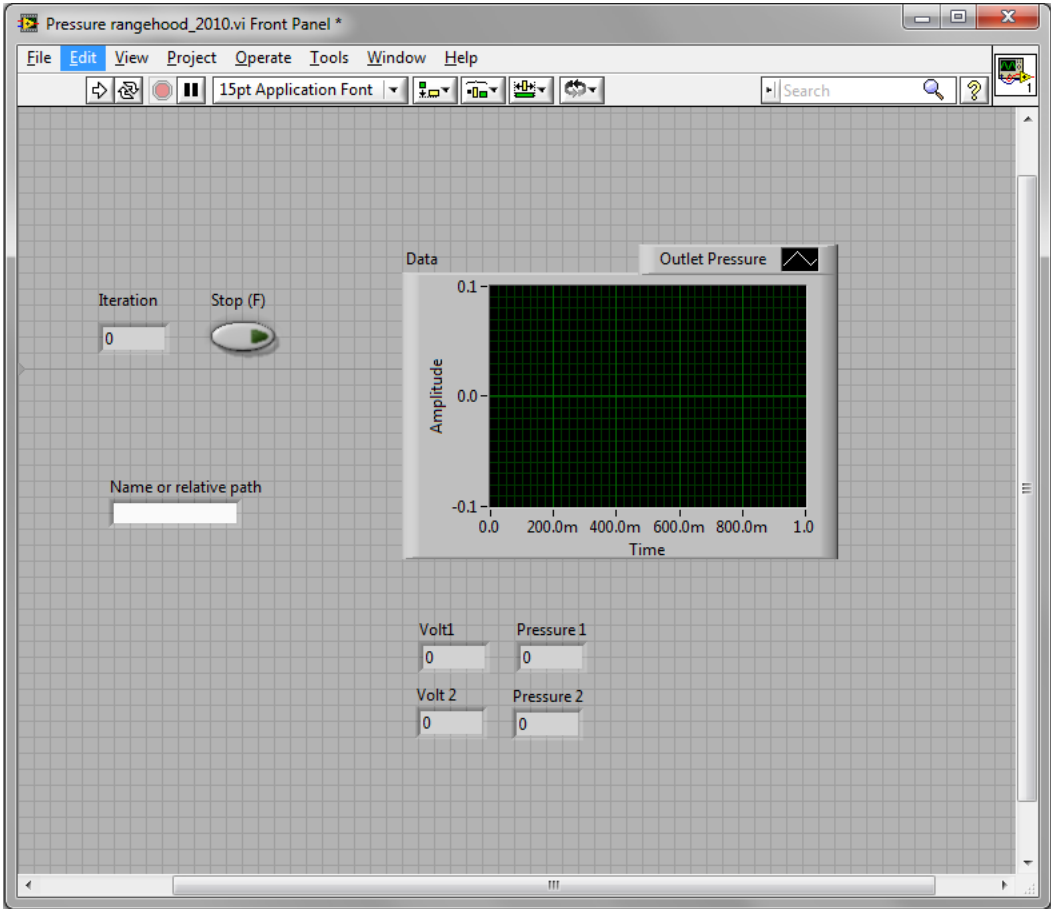 Pressure rangehood_2010.vi Front Panel *
File Edit View Project Operate Tools Window Help
15pt Application Font
Search
1
Data
Outlet Pressure
Iteration
Stop (F)
0
0.1
0.0
-0.1
Amplitude
0.0 200.0m 400.0m 600.0m 800.0m 1.0
Time
Name or relative path
Volt1 Pressure 1
0 0
Volt 2 Pressure 2
0 0